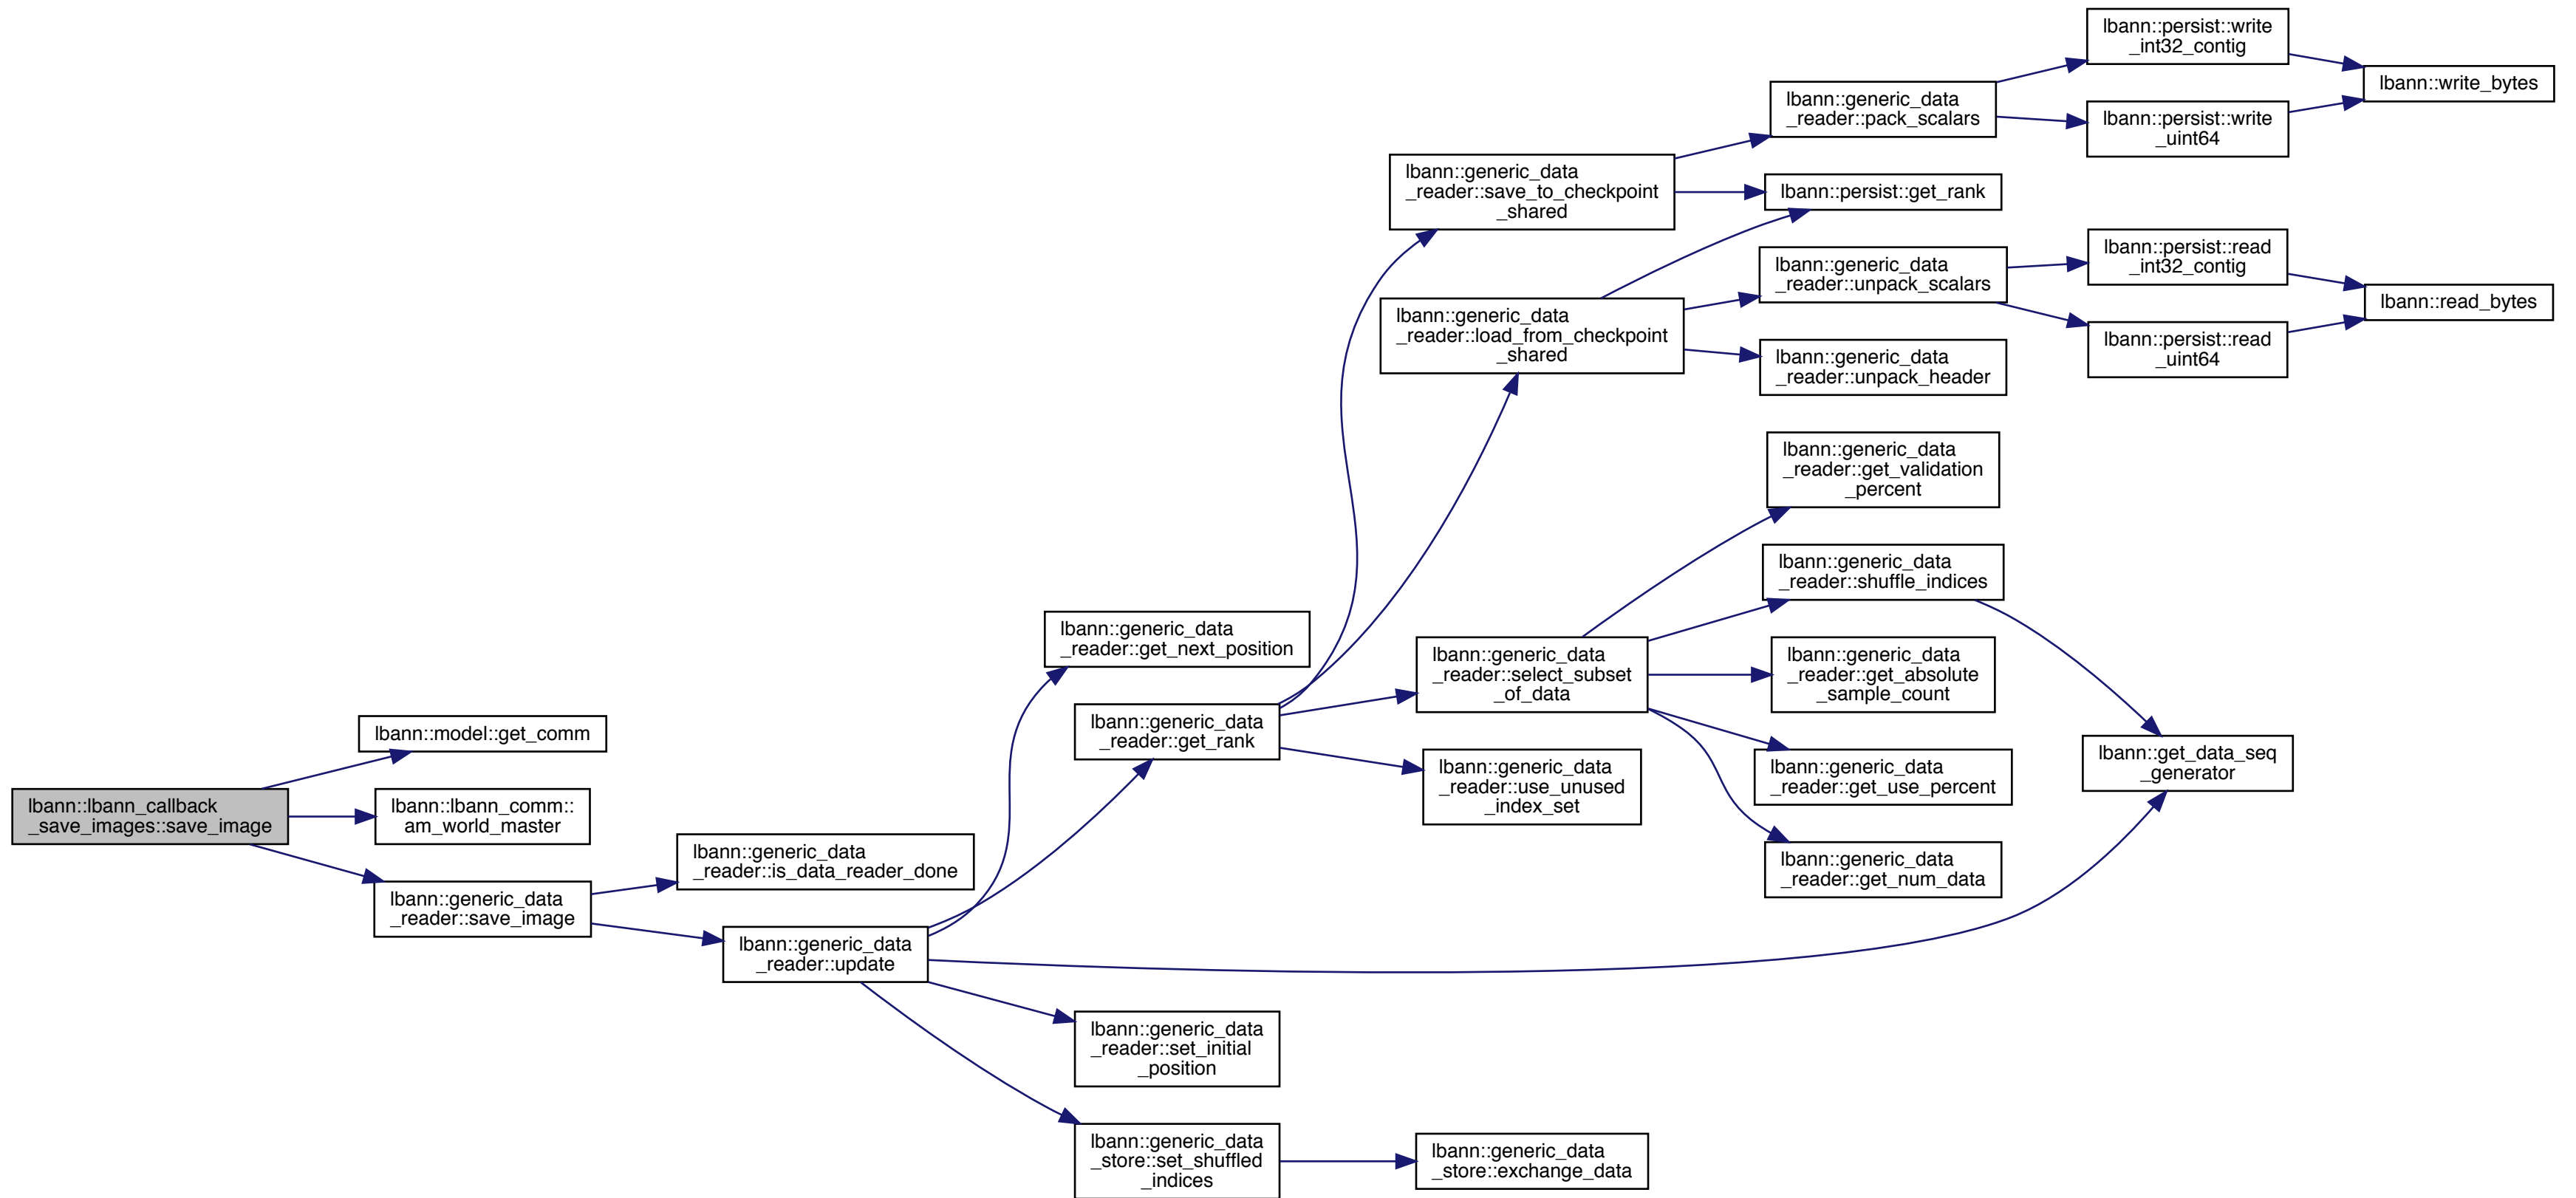 lbann::lbann_callback
_save_images::save_image
lbann::model::get_comm
lbann::lbann_comm::
am_world_master
lbann::generic_data
_reader::save_image
lbann::generic_data
_reader::is_data_reader_done
lbann::generic_data
_reader::update
lbann::generic_data
_reader::get_next_position
lbann::generic_data
_reader::get_rank
lbann::generic_data
_reader::set_initial
_position
lbann::generic_data
_store::set_shuffled
_indices
lbann::generic_data
_reader::save_to_checkpoint
_shared
lbann::generic_data
_reader::load_from_checkpoint
_shared
lbann::generic_data
_reader::select_subset
_of_data
lbann::generic_data
_reader::use_unused
_index_set
lbann::generic_data
_store::exchange_data
lbann::generic_data
_reader::pack_scalars
lbann::persist::get_rank
lbann::generic_data
_reader::unpack_scalars
lbann::generic_data
_reader::unpack_header
lbann::generic_data
_reader::get_validation
_percent
lbann::generic_data
_reader::shuffle_indices
lbann::generic_data
_reader::get_absolute
_sample_count
lbann::generic_data
_reader::get_use_percent
lbann::generic_data
_reader::get_num_data
lbann::persist::write
_int32_contig
lbann::persist::write
_uint64
lbann::persist::read
_int32_contig
lbann::persist::read
_uint64
lbann::get_data_seq
_generator
lbann::write_bytes
lbann::read_bytes